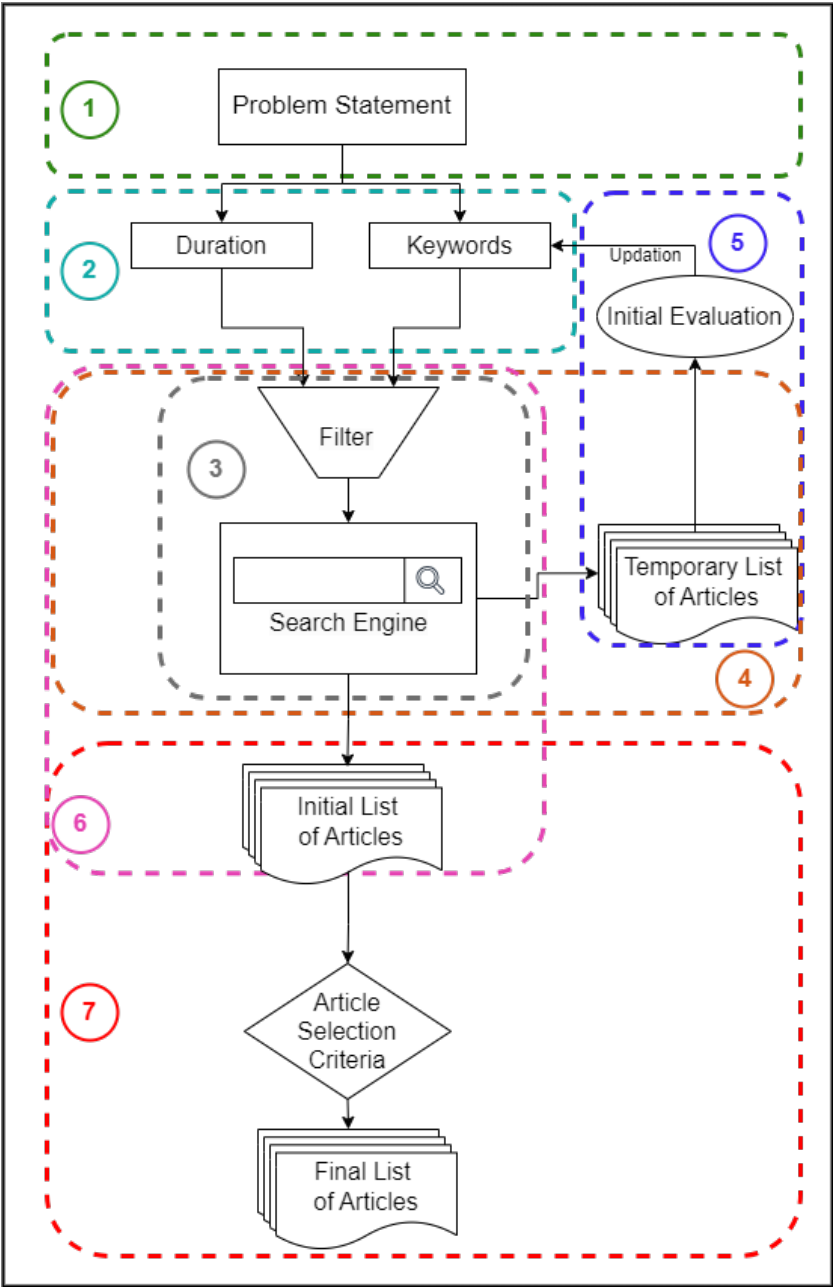 1
Problem Statement
2
Duration
Keywords
Updation
5
Initial Evaluation
Filter
3
Search Engine
Temporary List
of Articles
4
Initial List
of Articles
6
7
Article
Selection
Criteria
Final List
of Articles